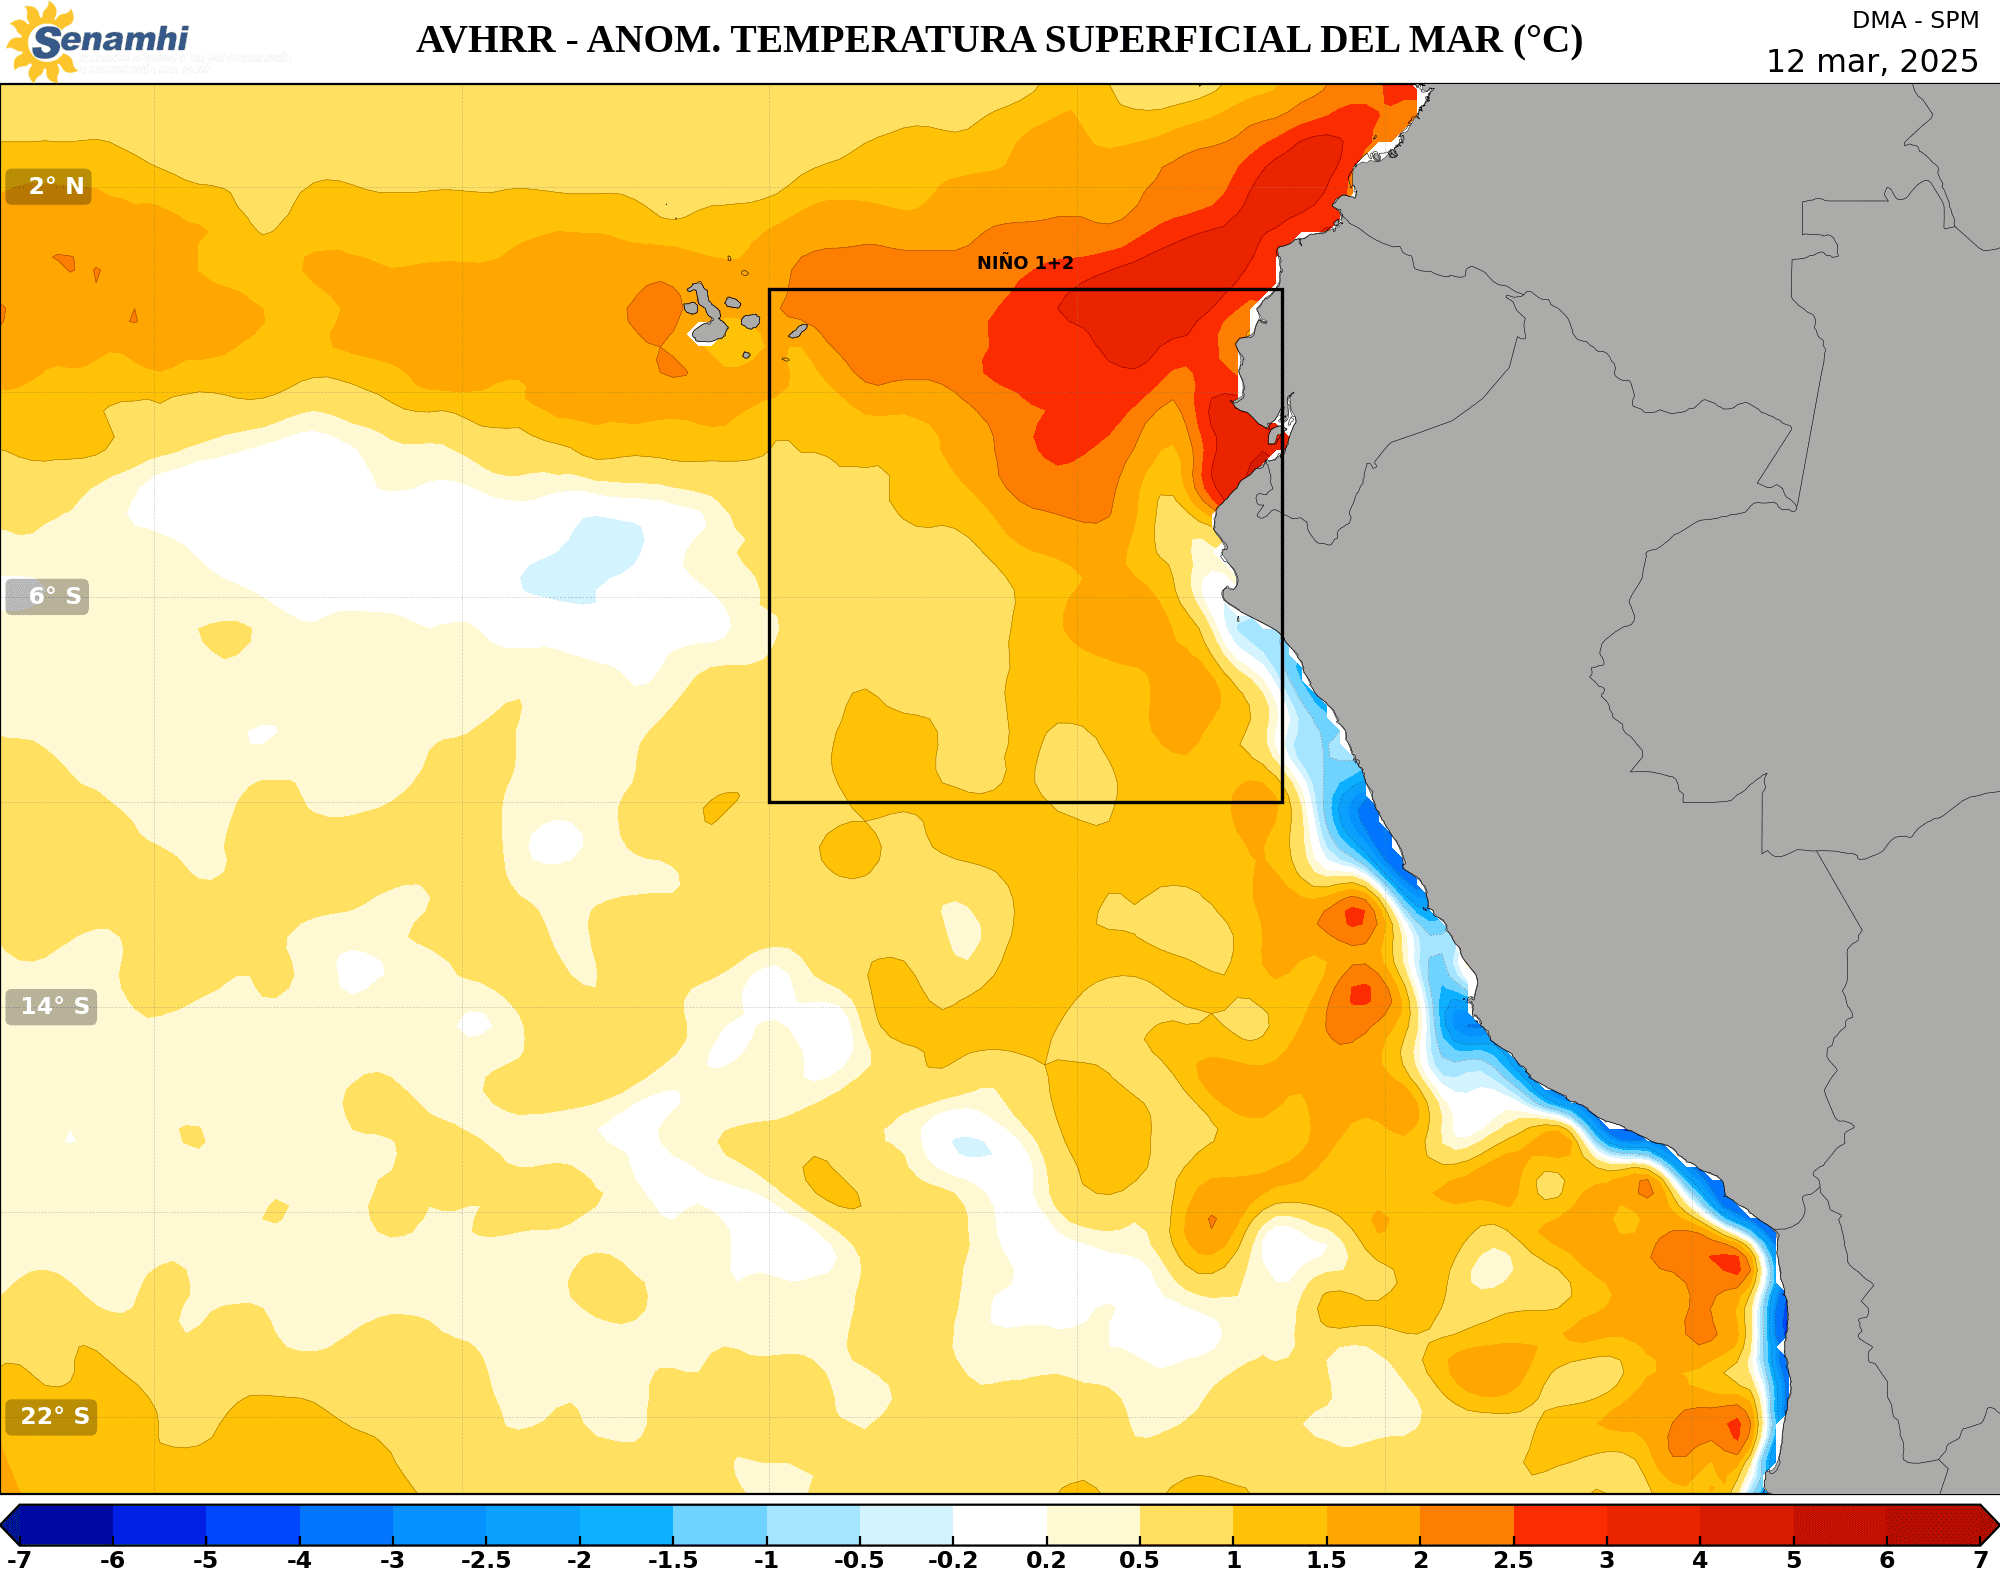 Senamhi
AVHRR - ANOM. TEMPERATURA SUPERFICIAL DEL MAR (°C)
DMA - SPM
12 mar, 2025
2° N
NIÑO 1+2
6° S
14° S
22° S
-7 -6 -5 -4 -3 -2.5 -2 -1.5 -1 -0.5 -0.2 0.2 0.5 1 1.5 2 2.5 3 4 5 6 7